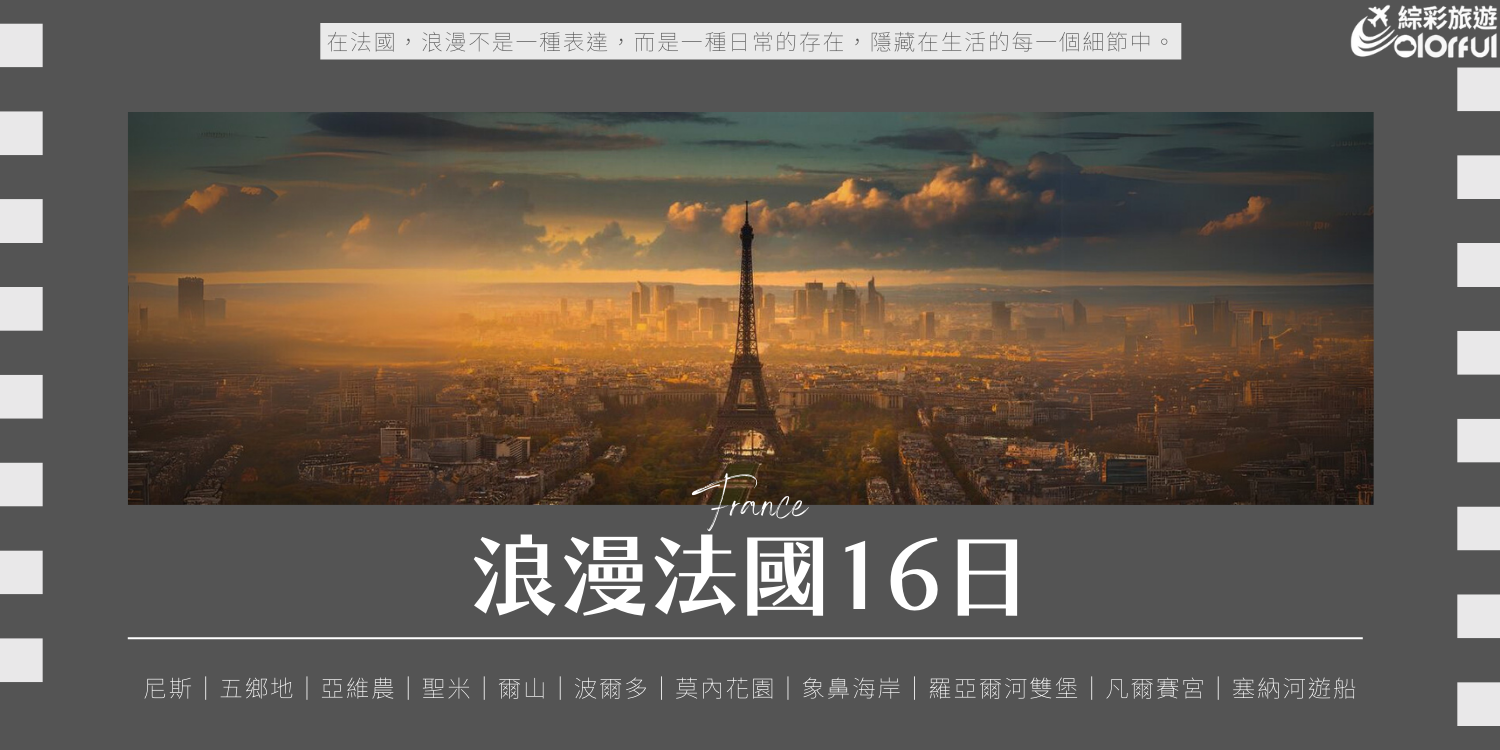 在法國，浪漫不是一種表達，而是一種日常的存在，隱藏在生活的每一個細節中。
綜彩旅遊
Colorful
France
浪漫法國16日
尼斯｜五鄉地｜亞維農｜聖米｜爾山｜波爾多｜莫內花園｜象鼻海岸｜羅亞爾河雙堡｜凡爾賽宮｜塞納河遊船